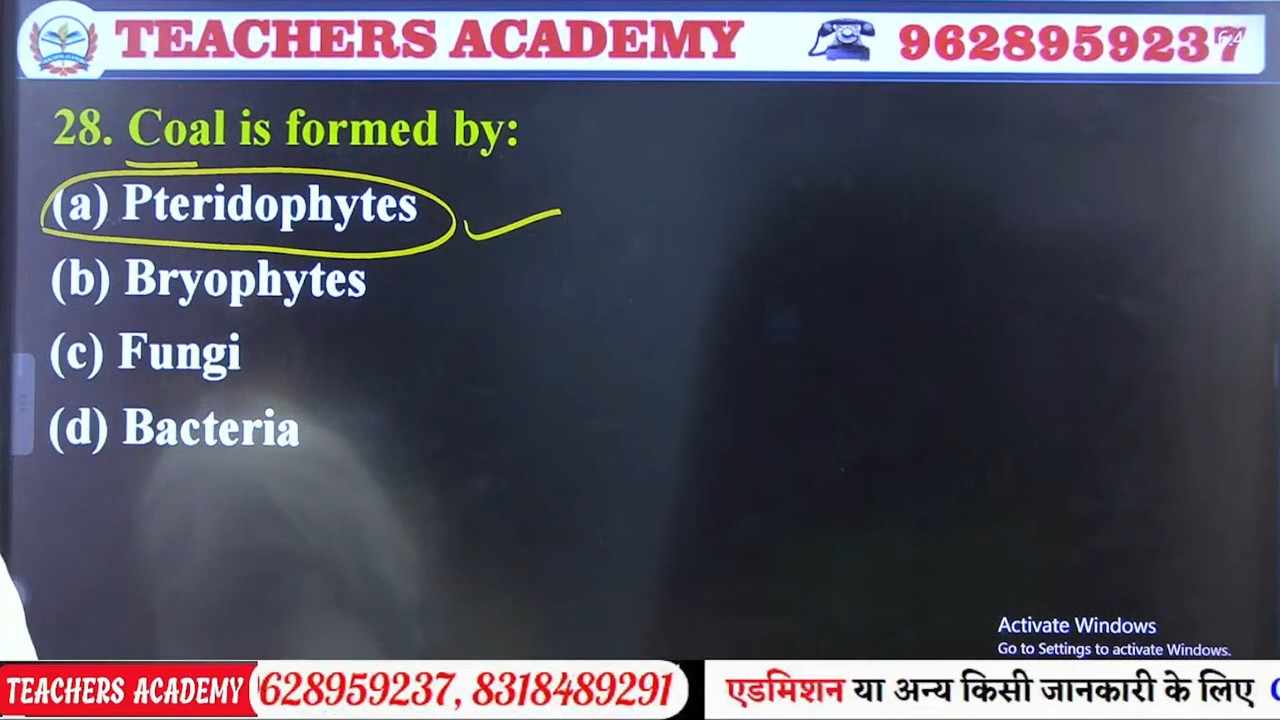 TEACHERS ACADEMY
9628959237
28. Coal is formed by:
(a) Pteridophytes
(b) Bryophytes
(c) Fungi
(d) Bacteria
Activate Windows
Go to Settings to activate Windows.
TEACHERS ACADEMY
628959237, 8318489291
एडमिशन या अन्य किसी जानकारी के लिए